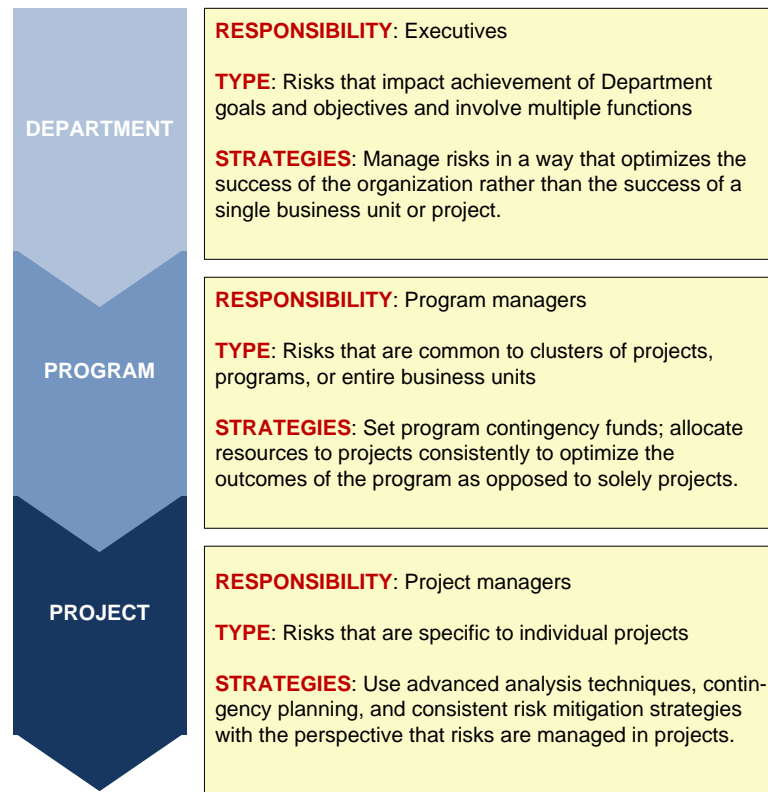 DEPARTMENT
RESPONSIBILITY: Executives
TYPE: Risks that impact achievement of Department
goals and objectives and involve multiple functions
STRATEGIES: Manage risks in a way that optimizes the
success of the organization rather than the success of a
single business unit or project.
PROGRAM
RESPONSIBILITY: Program managers
TYPE: Risks that are common to clusters of projects,
programs, or entire business units
STRATEGIES: Set program contingency funds; allocate
resources to projects consistently to optimize the
outcomes of the program as opposed to solely projects.
PROJECT
RESPONSIBILITY: Project managers
TYPE: Risks that are specific to individual projects
STRATEGIES: Use advanced analysis techniques, contin-
gency planning, and consistent risk mitigation strategies
with the perspective that risks are managed in projects.